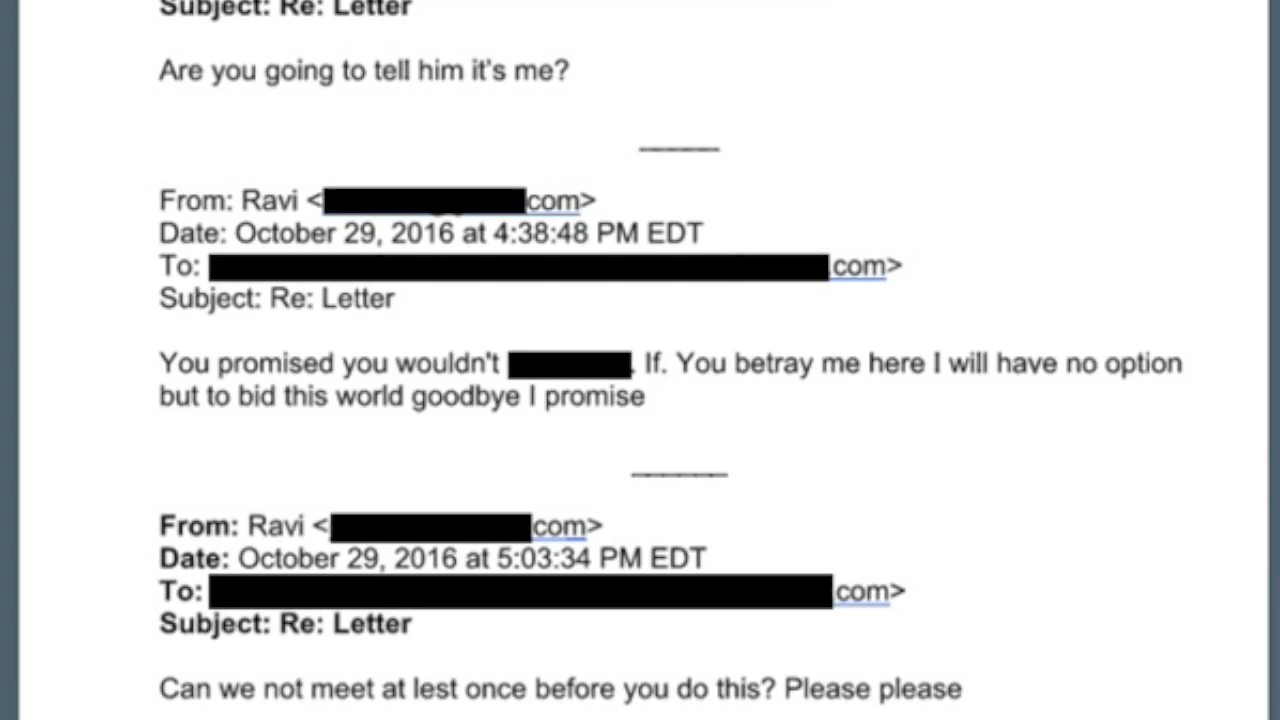 Subject: Re: Letter
Are you going to tell him it's me?
From: Ravi < com>
Date: October 29, 2016 at 4:38:48 PM EDT
To: .com>
Subject: Re: Letter
You promised you wouldn't . If. You betray me here I will have no option
but to bid this world goodbye I promise
From: Ravi < com>
Date: October 29, 2016 at 5:03:34 PM EDT
To: .com>
Subject: Re: Letter
Can we not meet at lest once before you do this? Please please